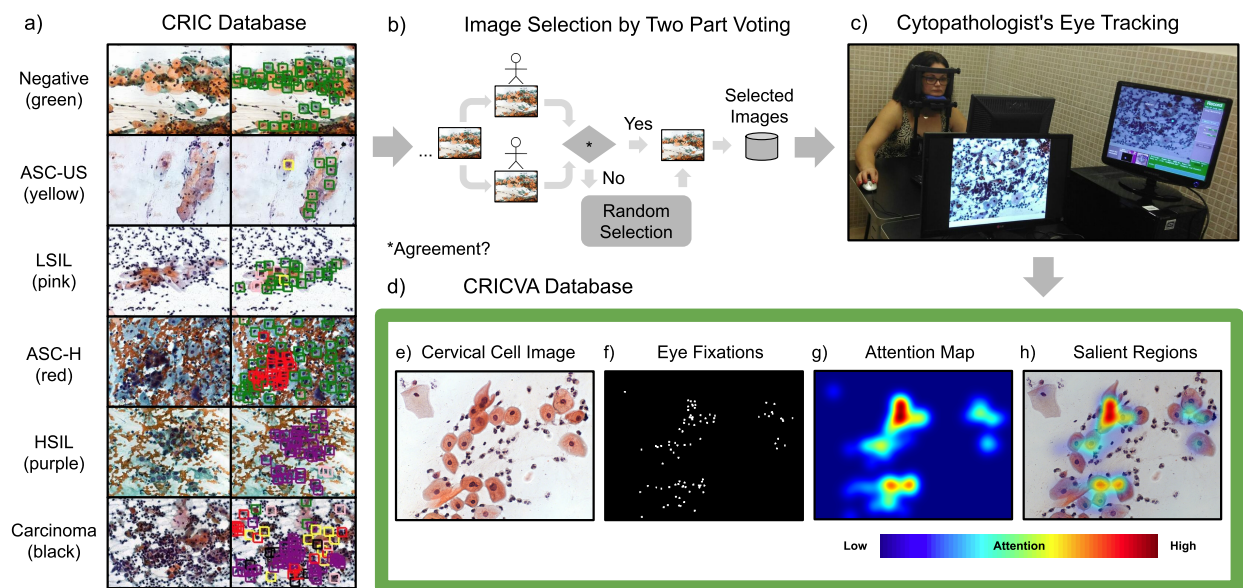 a) CRIC Database
Negative
(green)
ASC-US
(yellow)
LSIL
(pink)
ASC-H
(red)
HSIL
(purple)
Carcinoma
(black)
b) Image Selection by Two Part Voting
...
*
Yes
No
Random
Selection
Selected
Images
*Agreement?
c) Cytopathologist's Eye Tracking
d) CRICVA Database
e) Cervical Cell Image
f) Eye Fixations
g) Attention Map
h) Salient Regions
Low Attention High